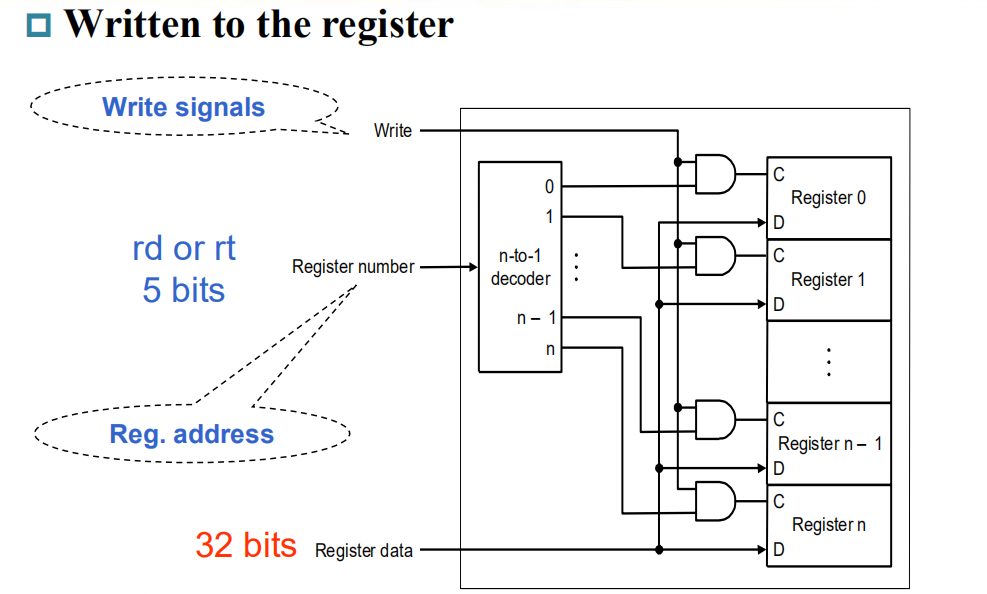 Written to the register
Write signals
Write
0
1
n-to-1
decoder
n – 1
n
rd or rt
5 bits
Register number
Reg. address
32 bits
Register data
C
Register 0
D
C
Register 1
D
C
Register n – 1
D
C
Register n
D